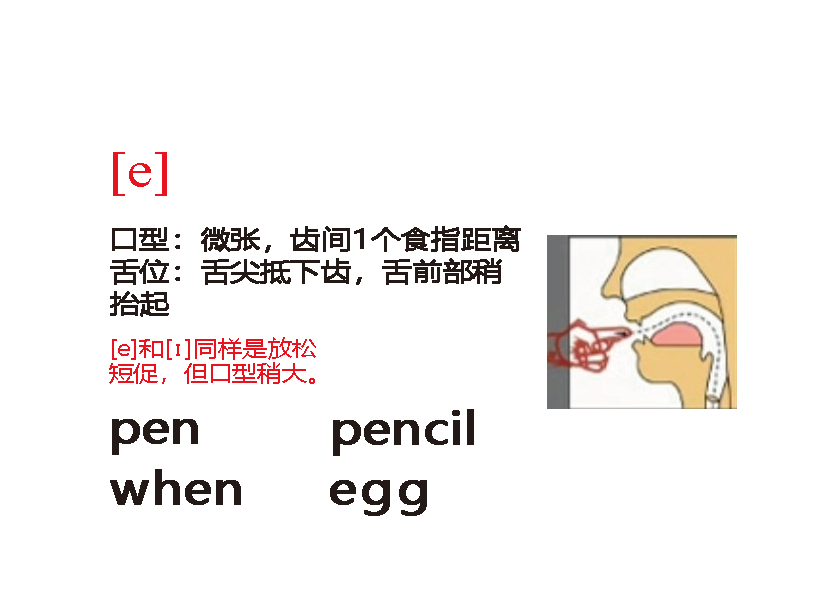 [e]
口型：微张，齿间1个食指距离
舌位：舌尖抵下齿，舌前部稍
抬起
[e]和[ɪ]同样是放松
短促，但口型稍大。
pen pencil
when egg